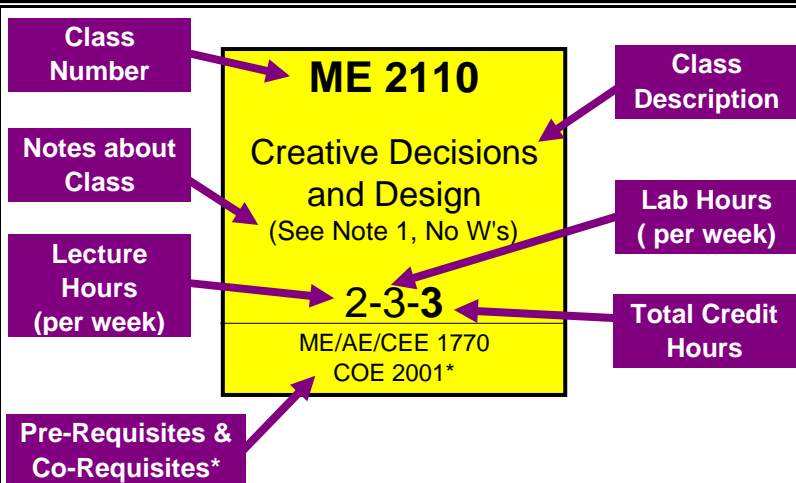 Class
Number
ME 2110
Class
Description
Notes about
Class
Creative Decisions
and Design
(See Note 1, No W's)
Lab Hours
( per week)
Lecture
Hours
(per week)
2-3-3
Total Credit
Hours
ME/AE/CEE 1770
COE 2001*
Pre-Requisites &
Co-Requisites*